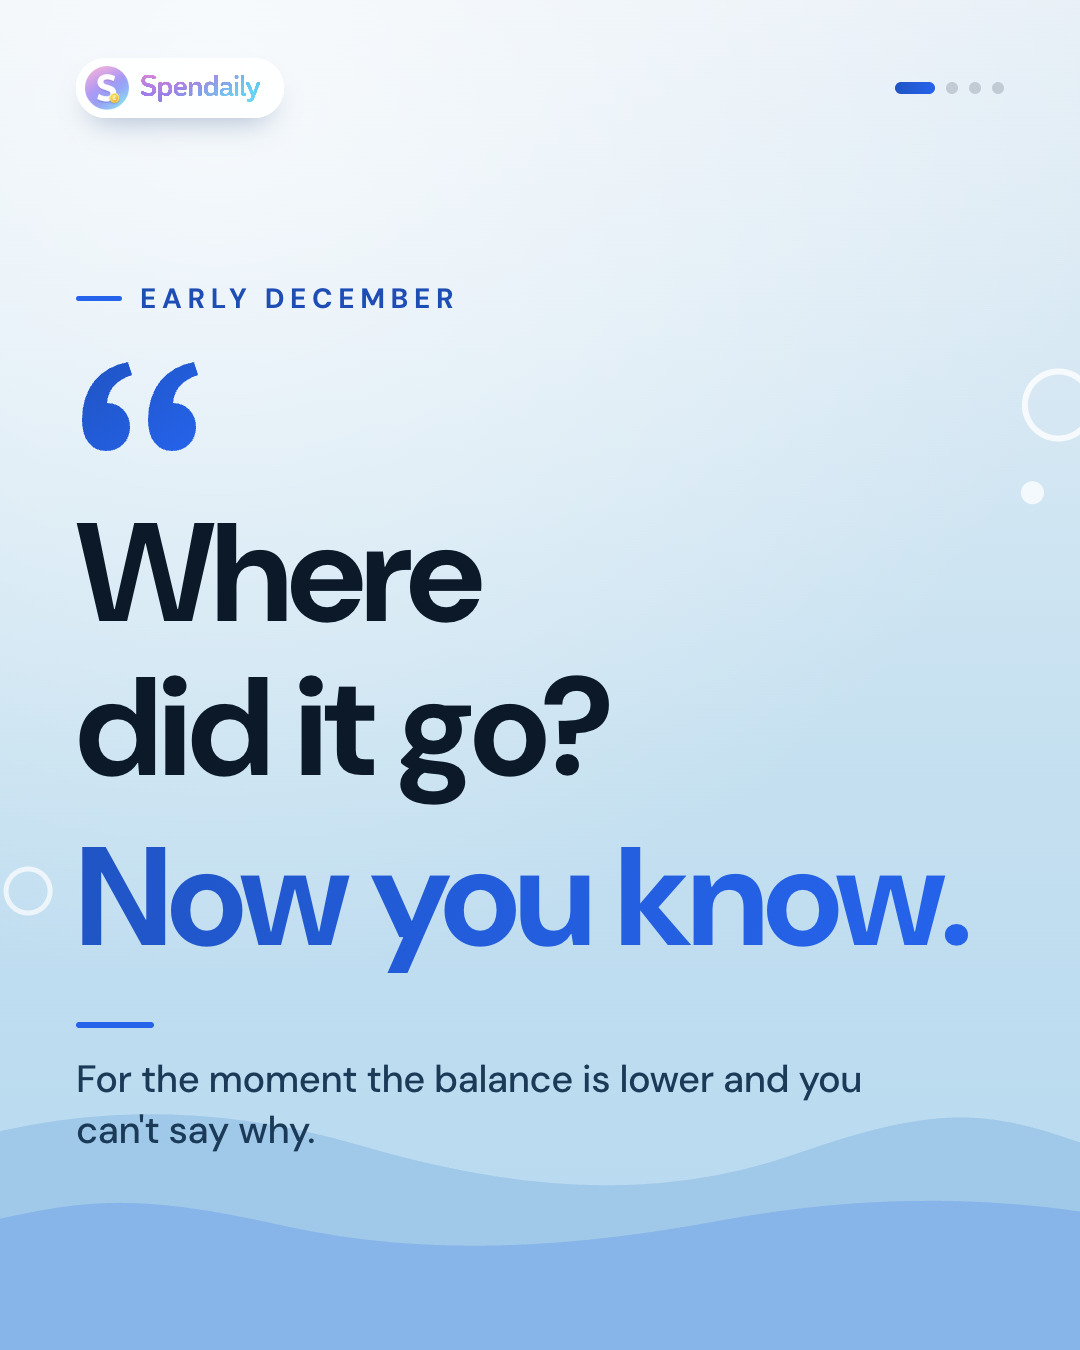 Spendaily
EARLY DECEMBER
“
Where
did it go?
Now you know.
For the moment the balance is lower and you
can't say why.